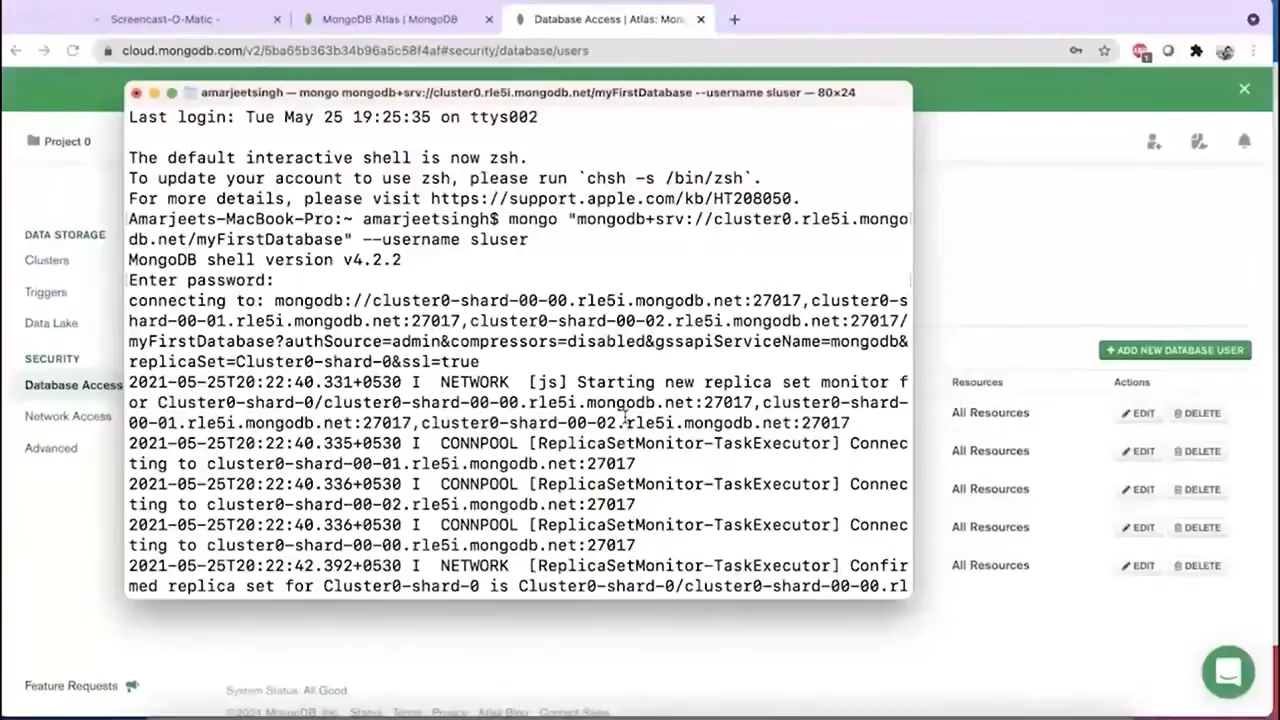 Screencast-O-Matic -
MongoDB Atlas | MongoDB
Database Access | Atlas: Mon
cloud.mongodb.com/v2/5ba65b363b34b96a5c58f4af#security/database/users
amarjeetsingh — mongo mongodb+srv://cluster0.rle5i.mongodb.net/myFirstDatabase --username sluser — 80×24
Last login: Tue May 25 19:25:35 on ttys002
The default interactive shell is now zsh.
To update your account to use zsh, please run `chsh -s /bin/zsh`.
For more details, please visit https://support.apple.com/kb/HT208050.
Amarjeets-MacBook-Pro:~ amarjeetsingh$ mongo "mongodb+srv://cluster0.rle5i.mongo
db.net/myFirstDatabase" --username sluser
MongoDB shell version v4.2.2
Enter password:
connecting to: mongodb://cluster0-shard-00-00.rle5i.mongodb.net:27017,cluster0-s
hard-00-01.rle5i.mongodb.net:27017,cluster0-shard-00-02.rle5i.mongodb.net:27017/
myFirstDatabase?authSource=admin&compressors=disabled&gssapiServiceName=mongodb&
replicaSet=Cluster0-shard-0&ssl=true
2021-05-25T20:22:40.331+0530 I  NETWORK  [js] Starting new replica set monitor f
or Cluster0-shard-0/cluster0-shard-00-00.rle5i.mongodb.net:27017,cluster0-shard-
00-01.rle5i.mongodb.net:27017,cluster0-shard-00-02.rle5i.mongodb.net:27017
2021-05-25T20:22:40.335+0530 I  CONNPOOL [ReplicaSetMonitor-TaskExecutor] Connec
ting to cluster0-shard-00-01.rle5i.mongodb.net:27017
2021-05-25T20:22:40.336+0530 I  CONNPOOL [ReplicaSetMonitor-TaskExecutor] Connec
ting to cluster0-shard-00-02.rle5i.mongodb.net:27017
2021-05-25T20:22:40.336+0530 I  CONNPOOL [ReplicaSetMonitor-TaskExecutor] Connec
ting to cluster0-shard-00-00.rle5i.mongodb.net:27017
2021-05-25T20:22:42.392+0530 I  NETWORK  [ReplicaSetMonitor-TaskExecutor] Confir
med replica set for Cluster0-shard-0 is Cluster0-shard-0/cluster0-shard-00-00.rl
Project 0
DATA STORAGE
Clusters
Triggers
Data Lake
SECURITY
Database Access
Network Access
Advanced
+ ADD NEW DATABASE USER
Resources Actions
All Resources EDIT DELETE
All Resources EDIT DELETE
All Resources EDIT DELETE
All Resources EDIT DELETE
All Resources EDIT DELETE
Feature Requests
System Status: All Good
©2021 MongoDB, Inc. Status Terms Privacy Atlas Blog Contact Sales